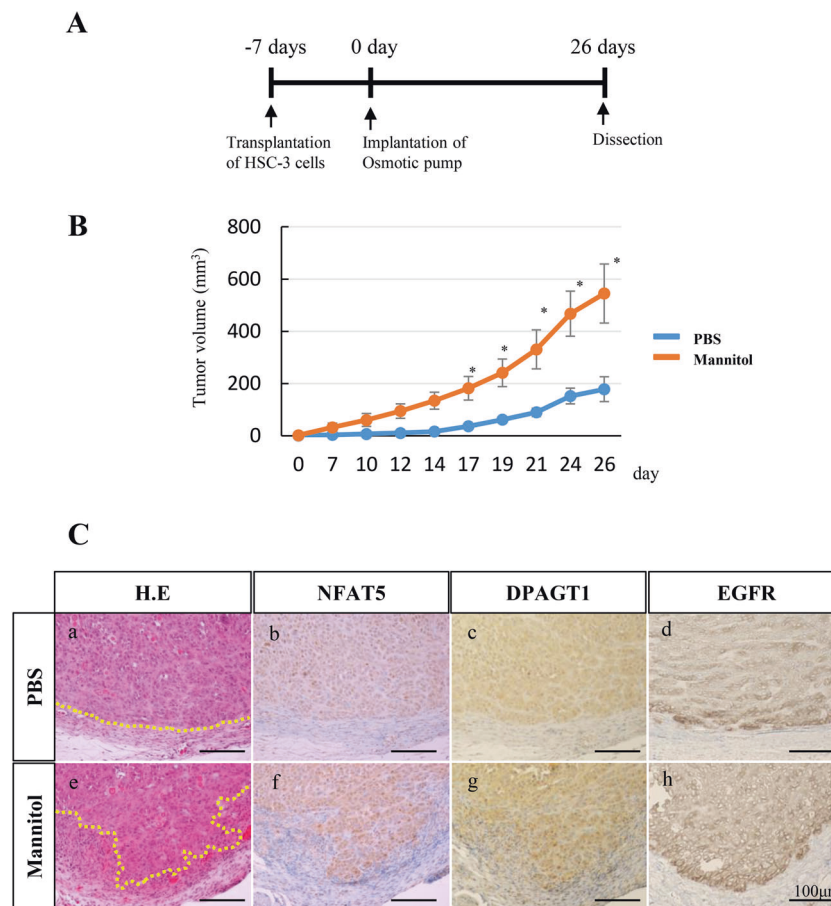 A
-7 days 0 day 26 days
Transplantation of HSC-3 cells
Implantation of Osmotic pump
Dissection
B
Tumor volume (mm³)
800
600
400
200
0
* * * * *
0 7 10 12 14 17 19 21 24 26
day
PBS
Mannitol
C
H.E NFAT5 DPAGT1 EGFR
PBS
a b c d
Mannitol
e f g h
100μm